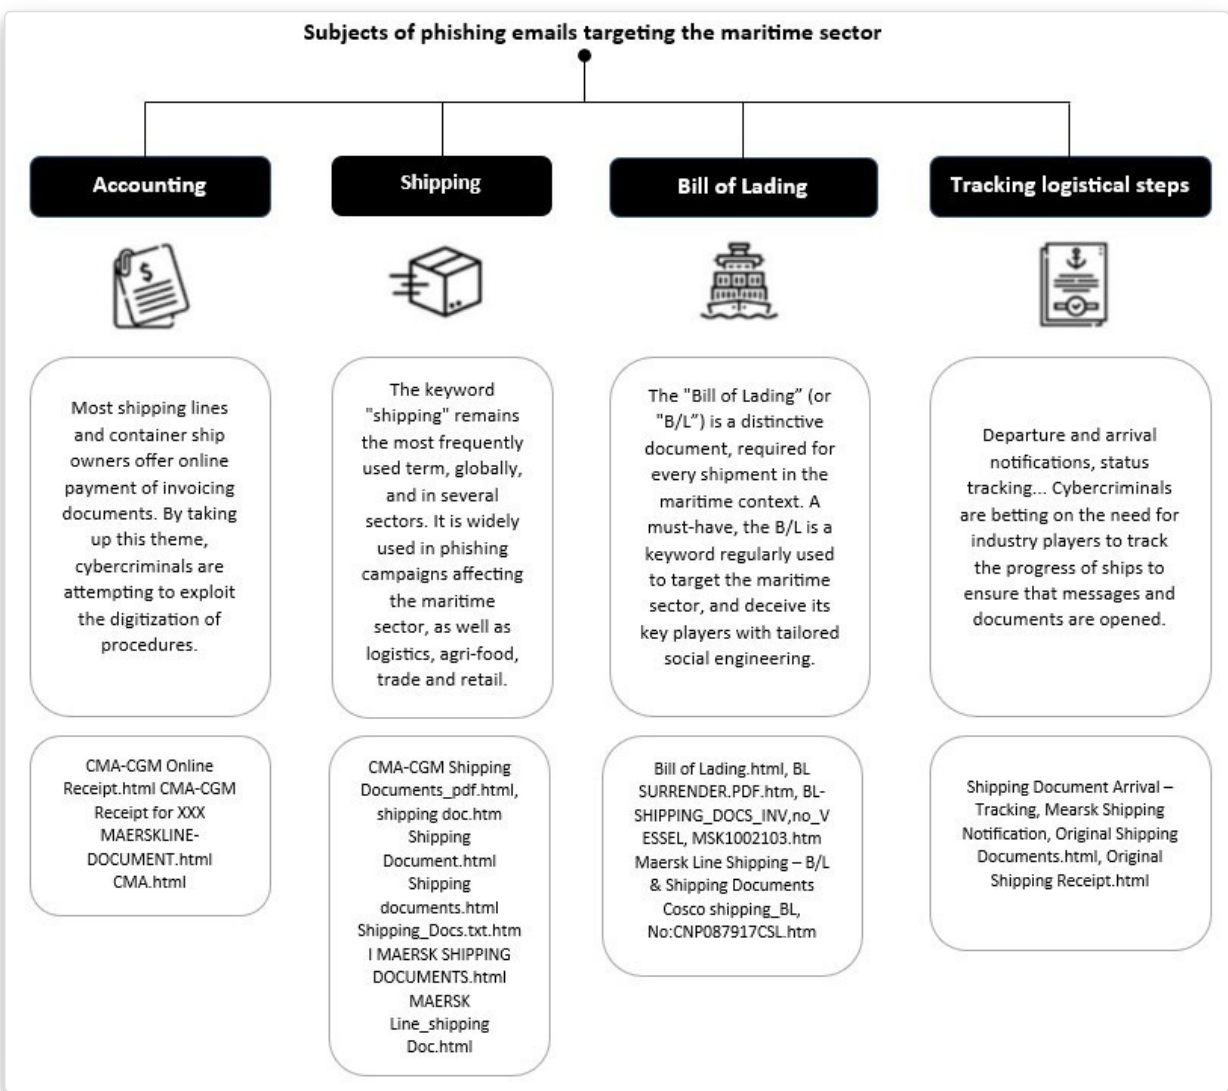 Subjects of phishing emails targeting the maritime sector
Accounting
Shipping
Bill of Lading
Tracking logistical steps
$
Most shipping lines
and container ship
owners offer online
payment of invoicing
documents. By taking
up this theme,
cybercriminals are
attempting to exploit
the digitization of
procedures.
The keyword
"shipping" remains
the most frequently
used term, globally,
and in several
sectors. It is widely
used in phishing
campaigns affecting
the maritime
sector, as well as
logistics, agri-food,
trade and retail.
The "Bill of Lading” (or
"B/L”) is a distinctive
document, required for
every shipment in the
maritime context. A
must-have, the B/L is a
keyword regularly used
to target the maritime
sector, and deceive its
key players with tailored
social engineering.
Departure and arrival
notifications, status
tracking... Cybercriminals
are betting on the need for
industry players to track
the progress of ships to
ensure that messages and
documents are opened.
CMA-CGM Online
Receipt.html CMA-CGM
Receipt for XXX
MAERSKLINE-
DOCUMENT.html
CMA.html
CMA-CGM Shipping
Documents_pdf.html,
shipping doc.htm
Shipping
Document.html
Shipping
documents.html
Shipping_Docs.txt.htm
l MAERSK SHIPPING
DOCUMENTS.html
MAERSK
Line_shipping
Doc.html
Bill of Lading.html, BL
SURRENDER.PDF.htm, BL-
SHIPPING_DOCS_INV,no_V
ESSEL, MSK1002103.htm
Maersk Line Shipping – B/L
& Shipping Documents
Cosco shipping_BL,
No:CNP087917CSL.htm
Shipping Document Arrival –
Tracking, Mearsk Shipping
Notification, Original Shipping
Documents.html, Original
Shipping Receipt.html